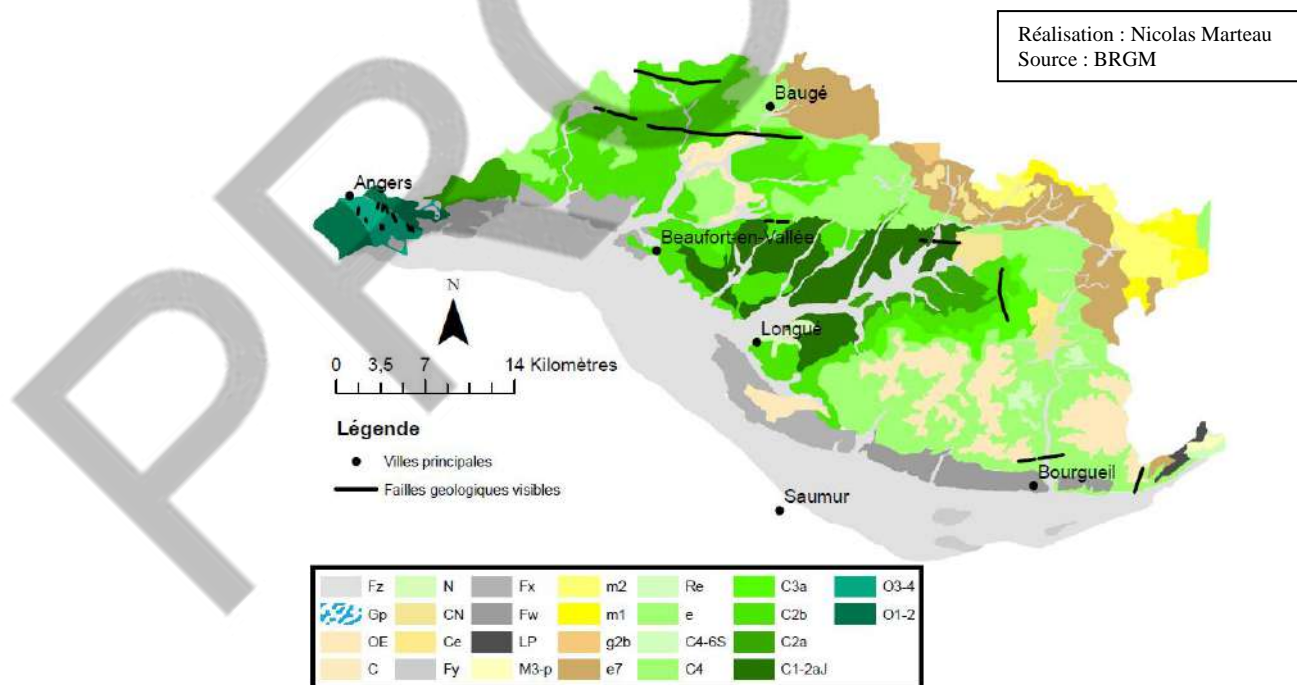 Réalisation : Nicolas Marteau
Source : BRGM
Baugé
Angers
Beaufort-en-Vallée
N
Longué
0 3,5 7 14 Kilomètres
Légende
Villes principales
Failles geologiques visibles
Bourgueil
Saumur
Fz N Fx m2 Re C3a O3-4
Gp CN Fw m1 e C2b O1-2
OE Ce LP g2b C4-6S C2a
C Fy M3-p e7 C4 C1-2aJ
PPC